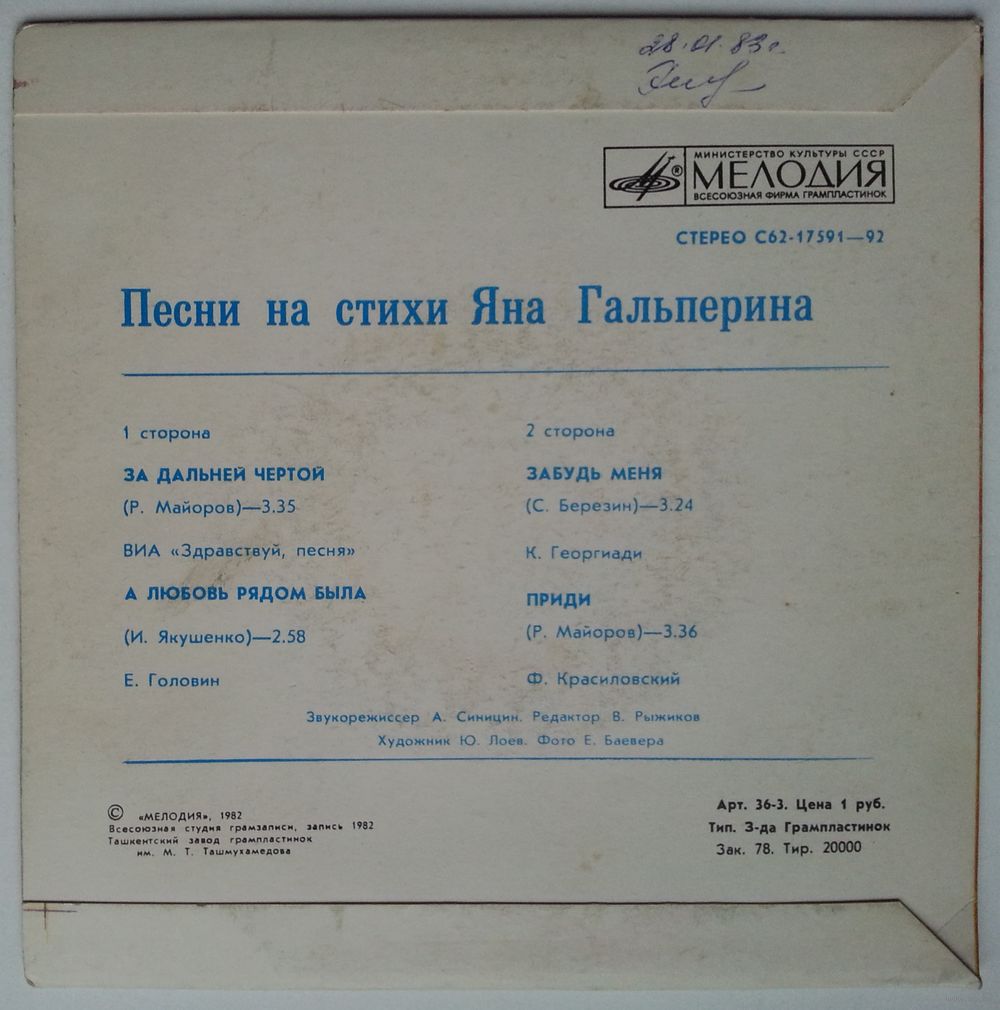 28.01.83г.
МИНИСТЕРСТВО КУЛЬТУРЫ СССР
МЕЛОДИЯ
ВСЕСОЮЗНАЯ ФИРМА ГРАМПЛАСТИНОК
СТЕРЕО С62-17591—92
Песни на стихи Яна Гальперина
1 сторона
ЗА ДАЛЬНЕЙ ЧЕРТОЙ
(Р. Майоров)—3.35
ВИА «Здравствуй, песня»
А ЛЮБОВЬ РЯДОМ БЫЛА
(И. Якушенко)—2.58
Е. Головин
2 сторона
ЗАБУДЬ МЕНЯ
(С. Березин)—3.24
К. Георгиади
ПРИДИ
(Р. Майоров)—3.36
Ф. Красиловский
Звукорежиссер А. Синицин. Редактор В. Рыжиков
Художник Ю. Лоев. Фото Е. Баевера
© «МЕЛОДИЯ», 1982
Всесоюзная студия грамзаписи, запись 1982
Ташкентский завод грампластинок
им. М. Т. Ташмухамедова
Арт. 36-3. Цена 1 руб.
Тип. З-да Грампластинок
Зак. 78. Тир. 20000